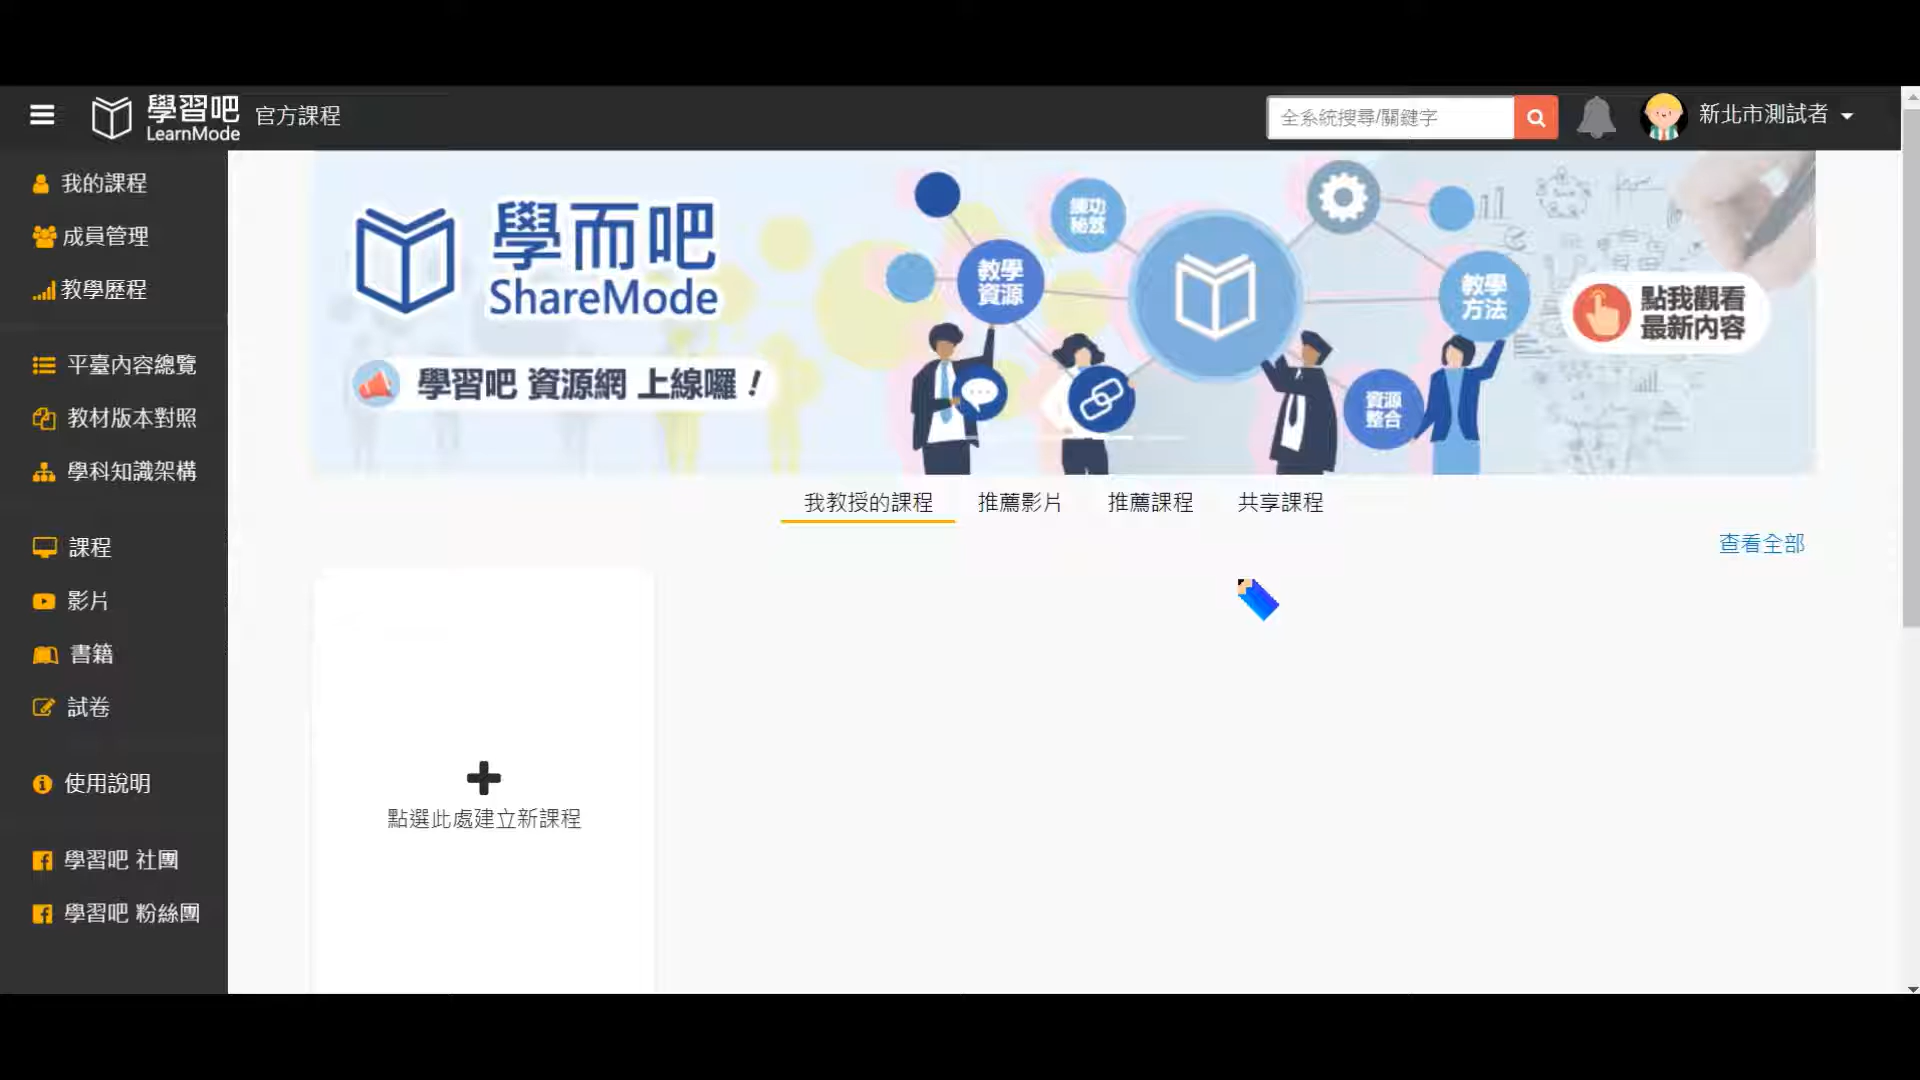 學習吧
LearnMode
官方課程
全系統搜尋/關鍵字
新北市測試者
我的課程
成員管理
教學歷程
平臺內容總覽
教材版本對照
學科知識架構
課程
影片
書籍
試卷
使用說明
學習吧 社團
學習吧 粉絲團
學而吧
ShareMode
學習吧 資源網 上線囉！
教學
資源
練功
秘笈
教學
方法
資源
整合
點我觀看
最新內容
我教授的課程 推薦影片 推薦課程 共享課程
查看全部
點選此處建立新課程